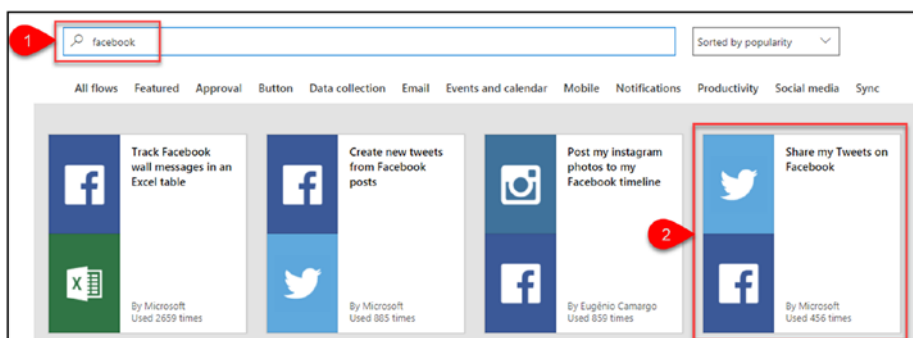 1
facebook
Sorted by popularity
All flows Featured Approval Button Data collection Email Events and calendar Mobile Notifications Productivity Social media Sync
Track Facebook
wall messages in an
Excel table
By Microsoft
Used 2659 times
Create new tweets
from Facebook
posts
By Microsoft
Used 885 times
Post my instagram
photos to my
Facebook timeline
By Eugénio Camargo
Used 859 times
2
Share my Tweets on
Facebook
By Microsoft
Used 456 times